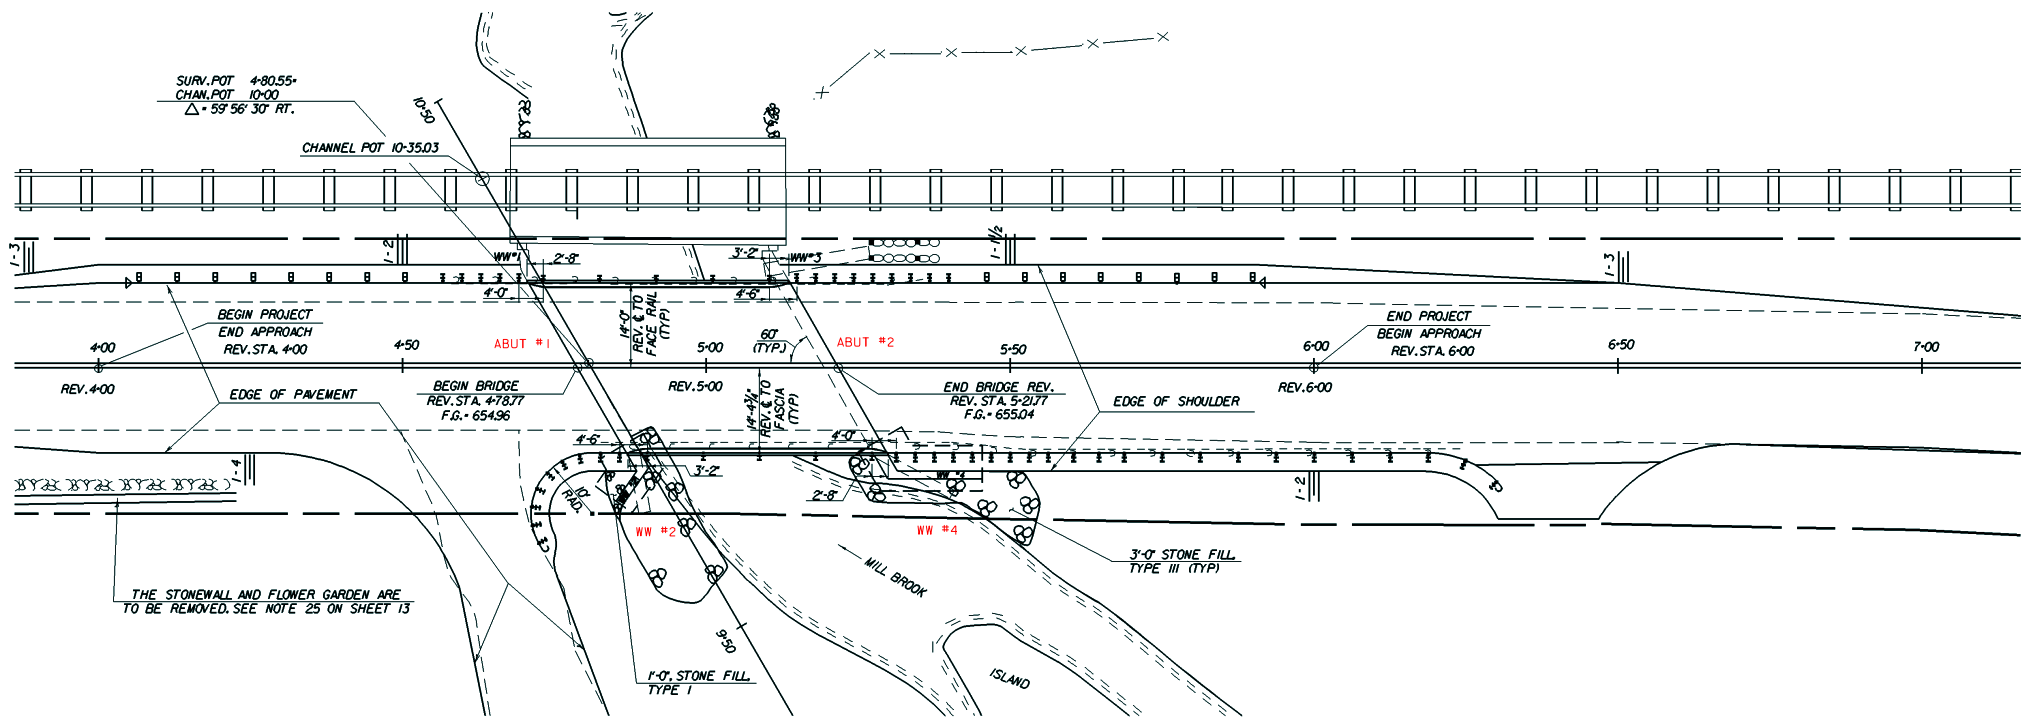 SURV. POT 4+80.55=
CHAN. POT 10+00
△ = 59° 56' 30" RT.
CHANNEL POT 10+35.03
10+50
1-3
1-2
WW#1
2'-8"
3'-2"
WW#3
1-1 1/2
1-3
4'-0"
4'-6"
BEGIN PROJECT
END APPROACH
REV. STA. 4+00
14'-0"
REV. ℄ TO
FACE RAIL
(TYP)
60°
(TYP.)
ABUT #1
ABUT #2
END PROJECT
BEGIN APPROACH
REV. STA. 6+00
4+00
4+50
5+00
5+50
6+00
6+50
7+00
REV. 4+00
REV. 5+00
REV. 6+00
EDGE OF PAVEMENT
BEGIN BRIDGE
REV. STA. 4+78.77
F.G. = 654.96
14'-4 3/4"
REV. ℄ TO
FASCIA
(TYP)
END BRIDGE REV.
REV. STA. 5+21.77
F.G. = 655.04
EDGE OF SHOULDER
4'-6"
4'-0"
1-4
3'-2"
2'-8"
1-2
10'
RAD.
WW #2
WW #4
MILL BROOK
3'-0" STONE FILL,
TYPE III (TYP)
THE STONEWALL AND FLOWER GARDEN ARE
TO BE REMOVED. SEE NOTE 25 ON SHEET 13
9+50
1'-0". STONE FILL,
TYPE I
ISLAND